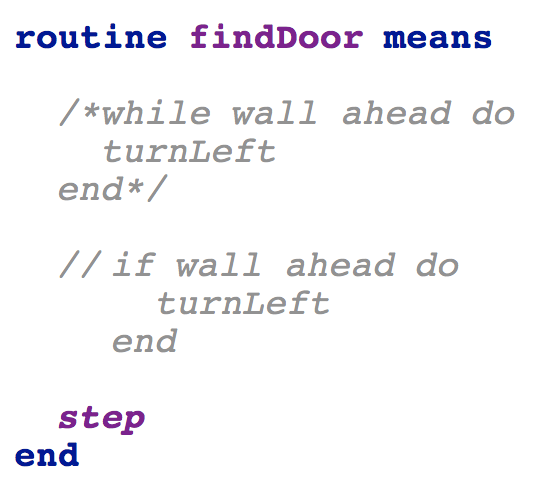 routine findDoor means
/*while wall ahead do
turnLeft
end*/
// if wall ahead do
turnLeft
end
step
end